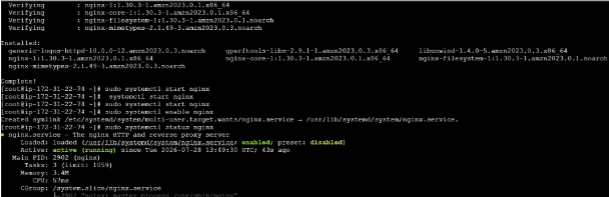 Verifying : nginx-1:1.30.3-1.amzn2023.0.1.x86_64
Verifying : nginx-core-1:1.30.3-1.amzn2023.0.1.x86_64
Verifying : nginx-filesystem-1:1.30.3-1.amzn2023.0.1.noarch
Verifying : nginx-mimetypes-2.1.49-3.amzn2023.0.3.noarch
Installed:
generic-logos-httpd-18.0.0-12.amzn2023.0.3.noarch gperftools-libs-2.9.1-1.amzn2023.0.3.x86_64 libunwind-1.4.0-5.amzn2023.0.3.x86_64
nginx-1:1.30.3-1.amzn2023.0.1.x86_64 nginx-core-1:1.30.3-1.amzn2023.0.1.x86_64 nginx-filesystem-1:1.30.3-1.amzn2023.0.1.noarch
nginx-mimetypes-2.1.49-3.amzn2023.0.3.noarch
Complete!
[root@ip-172-31-22-74 ~]# sudo systemctl start nginx
[root@ip-172-31-22-74 ~]# systemctl start nginx
[root@ip-172-31-22-74 ~]# sudo systemctl start nginx
[root@ip-172-31-22-74 ~]# sudo systemctl enable nginx
Created symlink /etc/systemd/system/multi-user.target.wants/nginx.service → /usr/lib/systemd/system/nginx.service.
[root@ip-172-31-22-74 ~]# sudo systemctl status nginx
● nginx.service - The nginx HTTP and reverse proxy server
Loaded: loaded (/usr/lib/systemd/system/nginx.service; enabled; preset: disabled)
Active: active (running) since Tue 2026-07-28 13:49:30 UTC; 43s ago
Main PID: 2902 (nginx)
Tasks: 3 (limit: 1059)
Memory: 3.4M
CPU: 57ms
CGroup: /system.slice/nginx.service